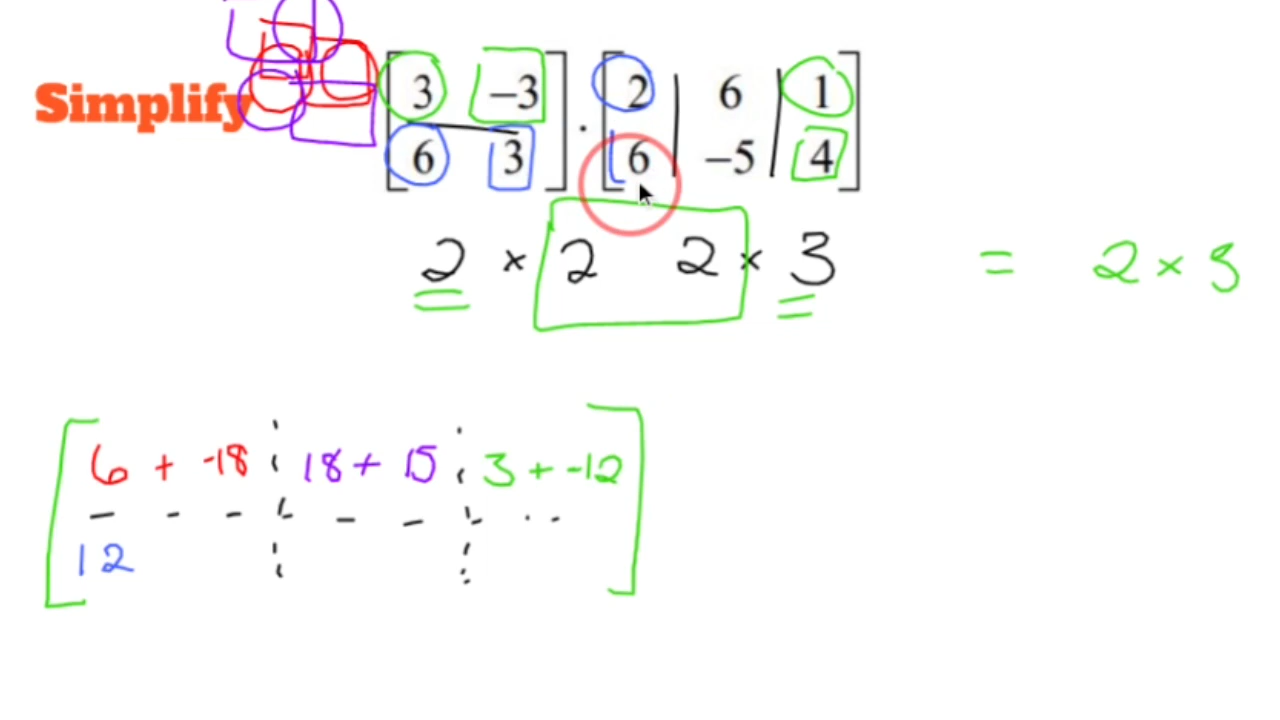 Simplify
[ 3 −3 ] · [ 2 | 6 | 1 ]
[ 6 3 ] [ 6 | −5 | 4 ]
2 × 2 2 × 3 = 2 × 3
6 + -18 18 + 15 3 + -12
12